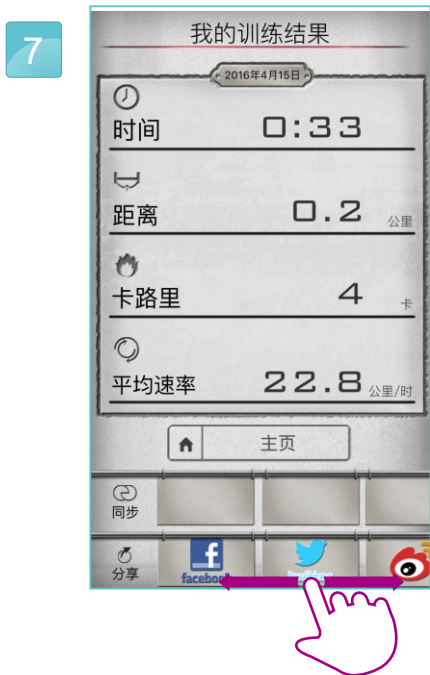 7
我的训练结果
2016年4月15日
时间 0:33
距离 0.2 公里
卡路里 4 卡
平均速率 22.8 公里/时
主页
同步
分享